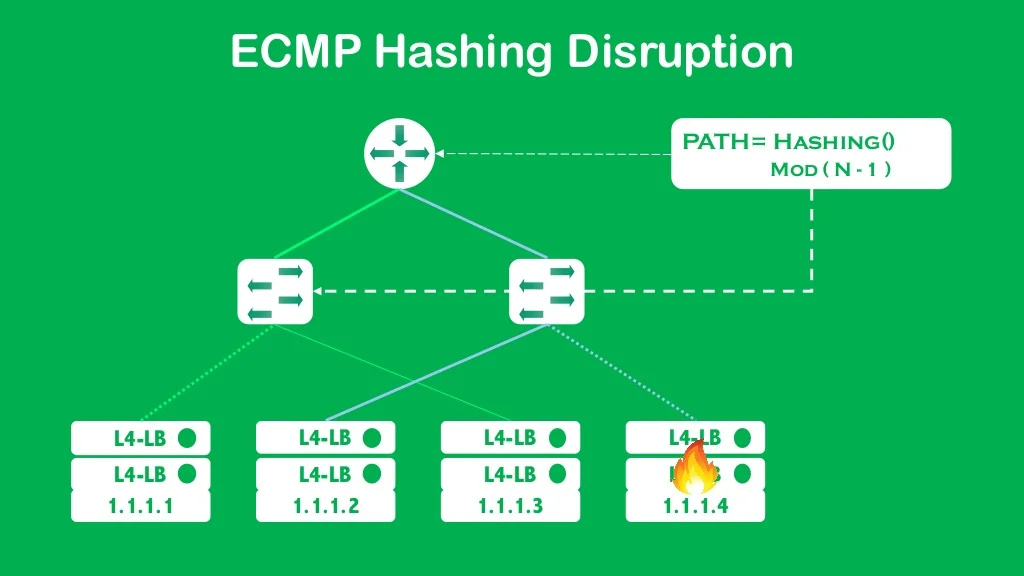 ECMP Hashing Disruption
PATH= HASHING()
MOD ( N - 1 )
L4-LB
L4-LB
L4-LB
L4-LB
L4-LB
L4-LB
L4-LB
1.1.1.1
1.1.1.2
1.1.1.3
1.1.1.4